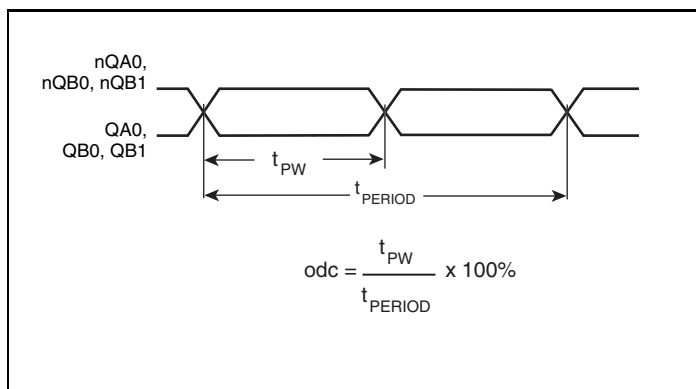 nQA0,
nQB0, nQB1
QA0,
QB0, QB1
tPW
tPERIOD
odc = tPW / tPERIOD x 100%